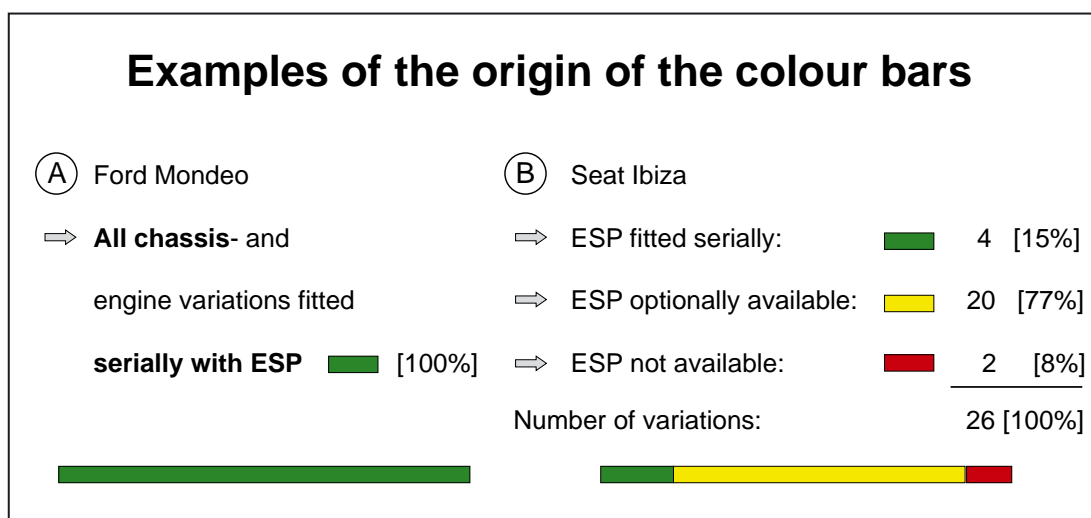 Examples of the origin of the colour bars
A Ford Mondeo
All chassis- and
engine variations fitted
serially with ESP [100%]
B Seat Ibiza
ESP fitted serially: 4 [15%]
ESP optionally available: 20 [77%]
ESP not available: 2 [8%]
Number of variations: 26 [100%]